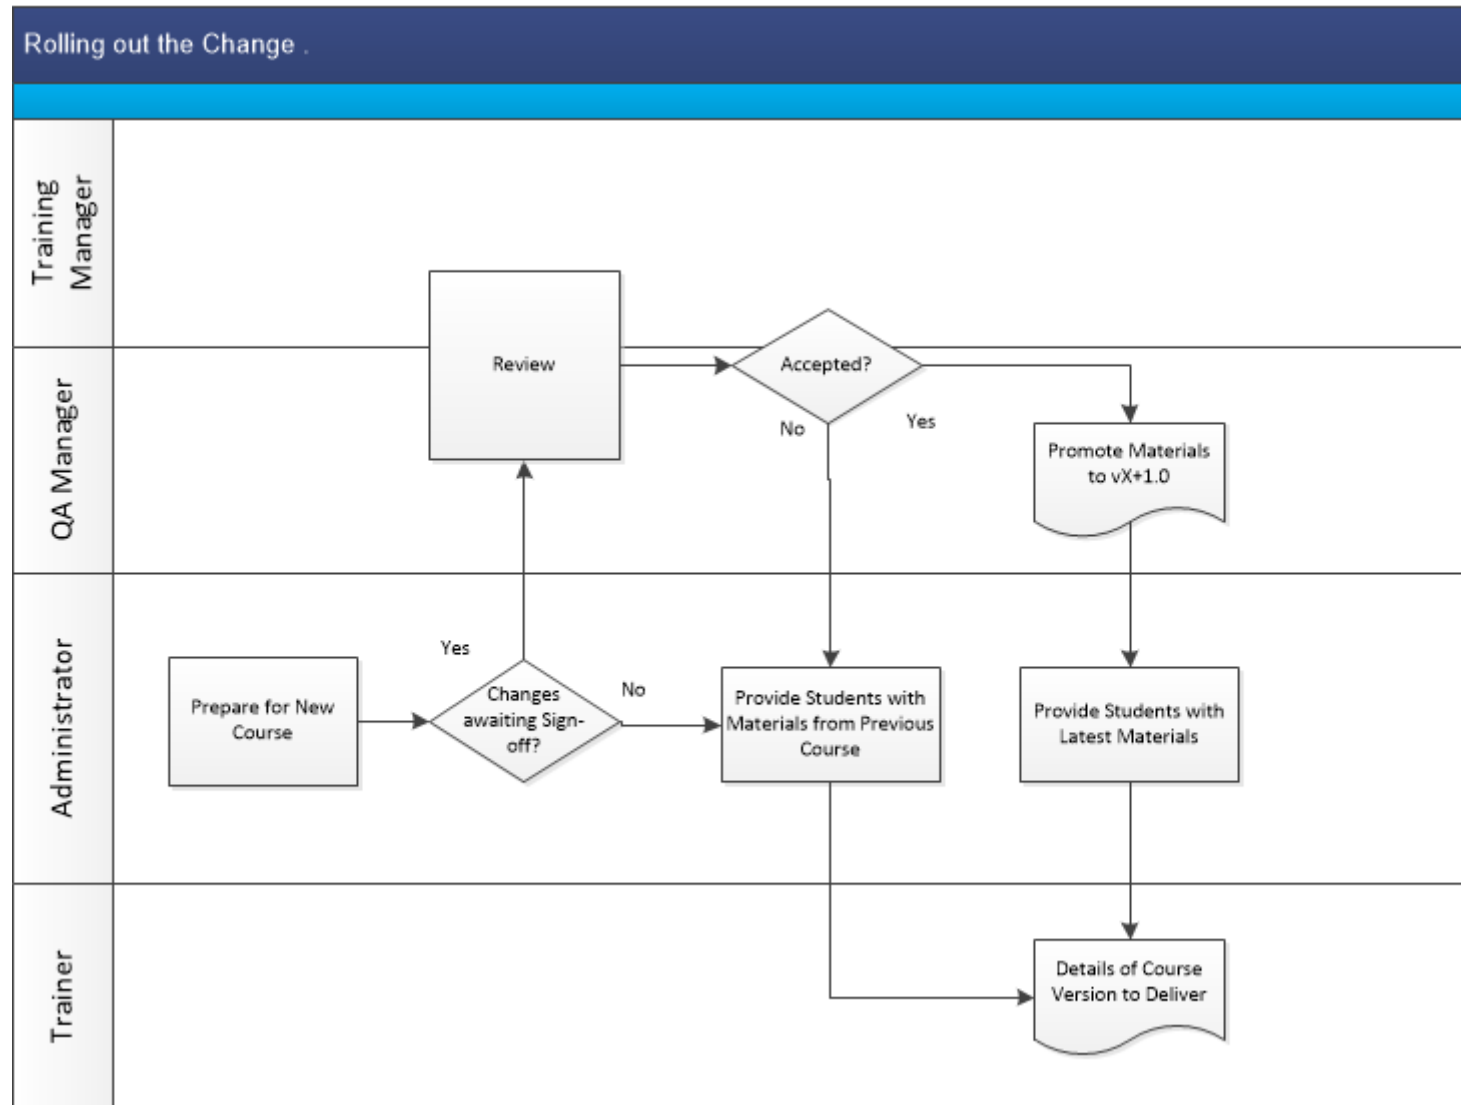 Rolling out the Change .
Training
Manager
Review
Accepted?
No
Yes
QA Manager
Promote Materials
to vX+1.0
Administrator
Yes
Prepare for New
Course
Changes
awaiting Sign-
off?
No
Provide Students with
Materials from Previous
Course
Provide Students with
Latest Materials
Trainer
Details of Course
Version to Deliver